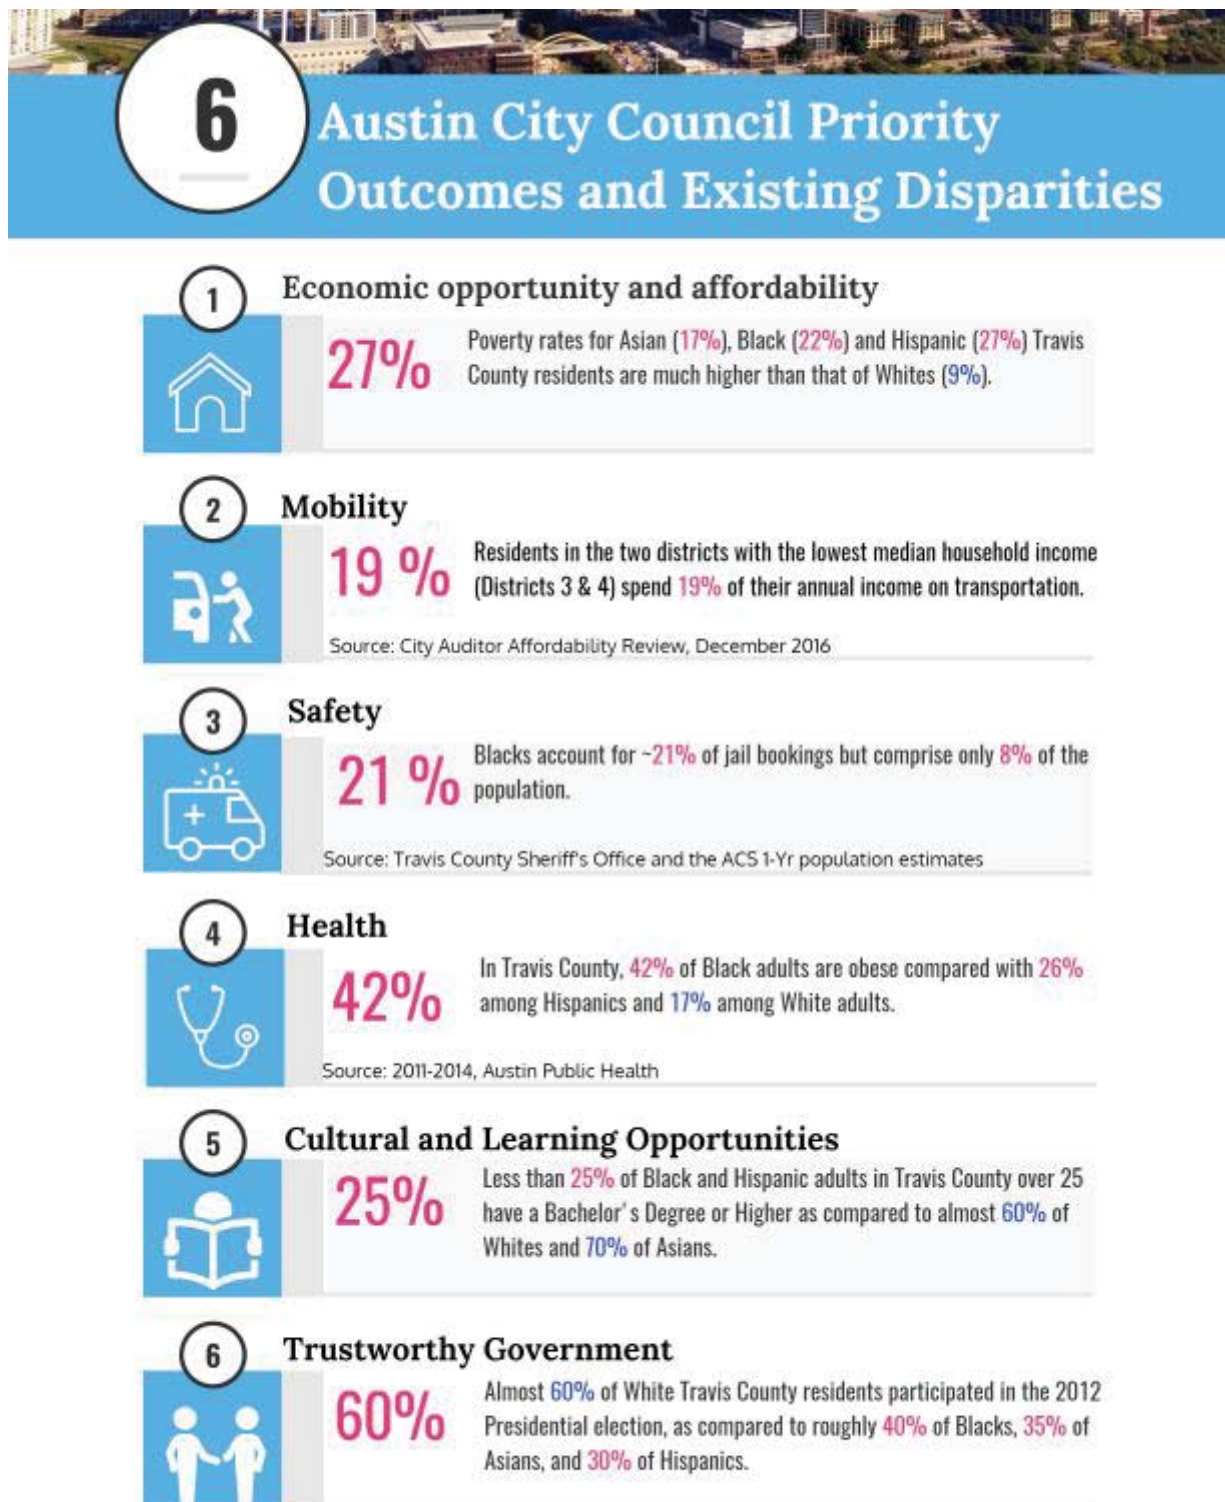 6
Austin City Council Priority
Outcomes and Existing Disparities
1
Economic opportunity and affordability
27%
Poverty rates for Asian (17%), Black (22%) and Hispanic (27%) Travis
County residents are much higher than that of Whites (9%).
2
Mobility
19 %
Residents in the two districts with the lowest median household income
(Districts 3 & 4) spend 19% of their annual income on transportation.
Source: City Auditor Affordability Review, December 2016
3
Safety
21 %
Blacks account for ~21% of jail bookings but comprise only 8% of the
population.
Source: Travis County Sheriff's Office and the ACS 1-Yr population estimates
4
Health
42%
In Travis County, 42% of Black adults are obese compared with 26%
among Hispanics and 17% among White adults.
Source: 2011-2014, Austin Public Health
5
Cultural and Learning Opportunities
25%
Less than 25% of Black and Hispanic adults in Travis County over 25
have a Bachelor's Degree or Higher as compared to almost 60% of
Whites and 70% of Asians.
6
Trustworthy Government
60%
Almost 60% of White Travis County residents participated in the 2012
Presidential election, as compared to roughly 40% of Blacks, 35% of
Asians, and 30% of Hispanics.